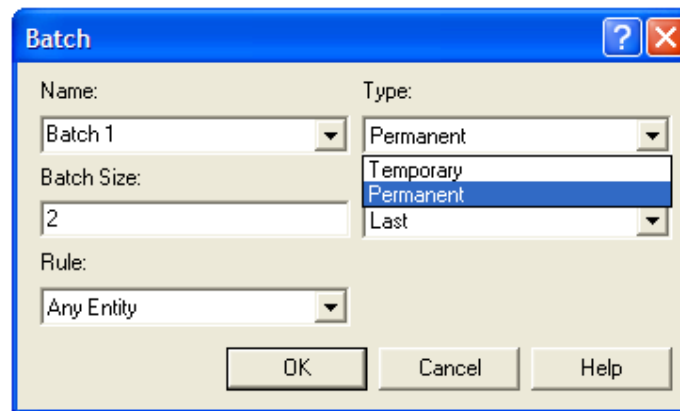 Batch
Name:
Type:
Batch 1
Permanent
Temporary
Permanent
Batch Size:
2
Last
Rule:
Any Entity
OK
Cancel
Help